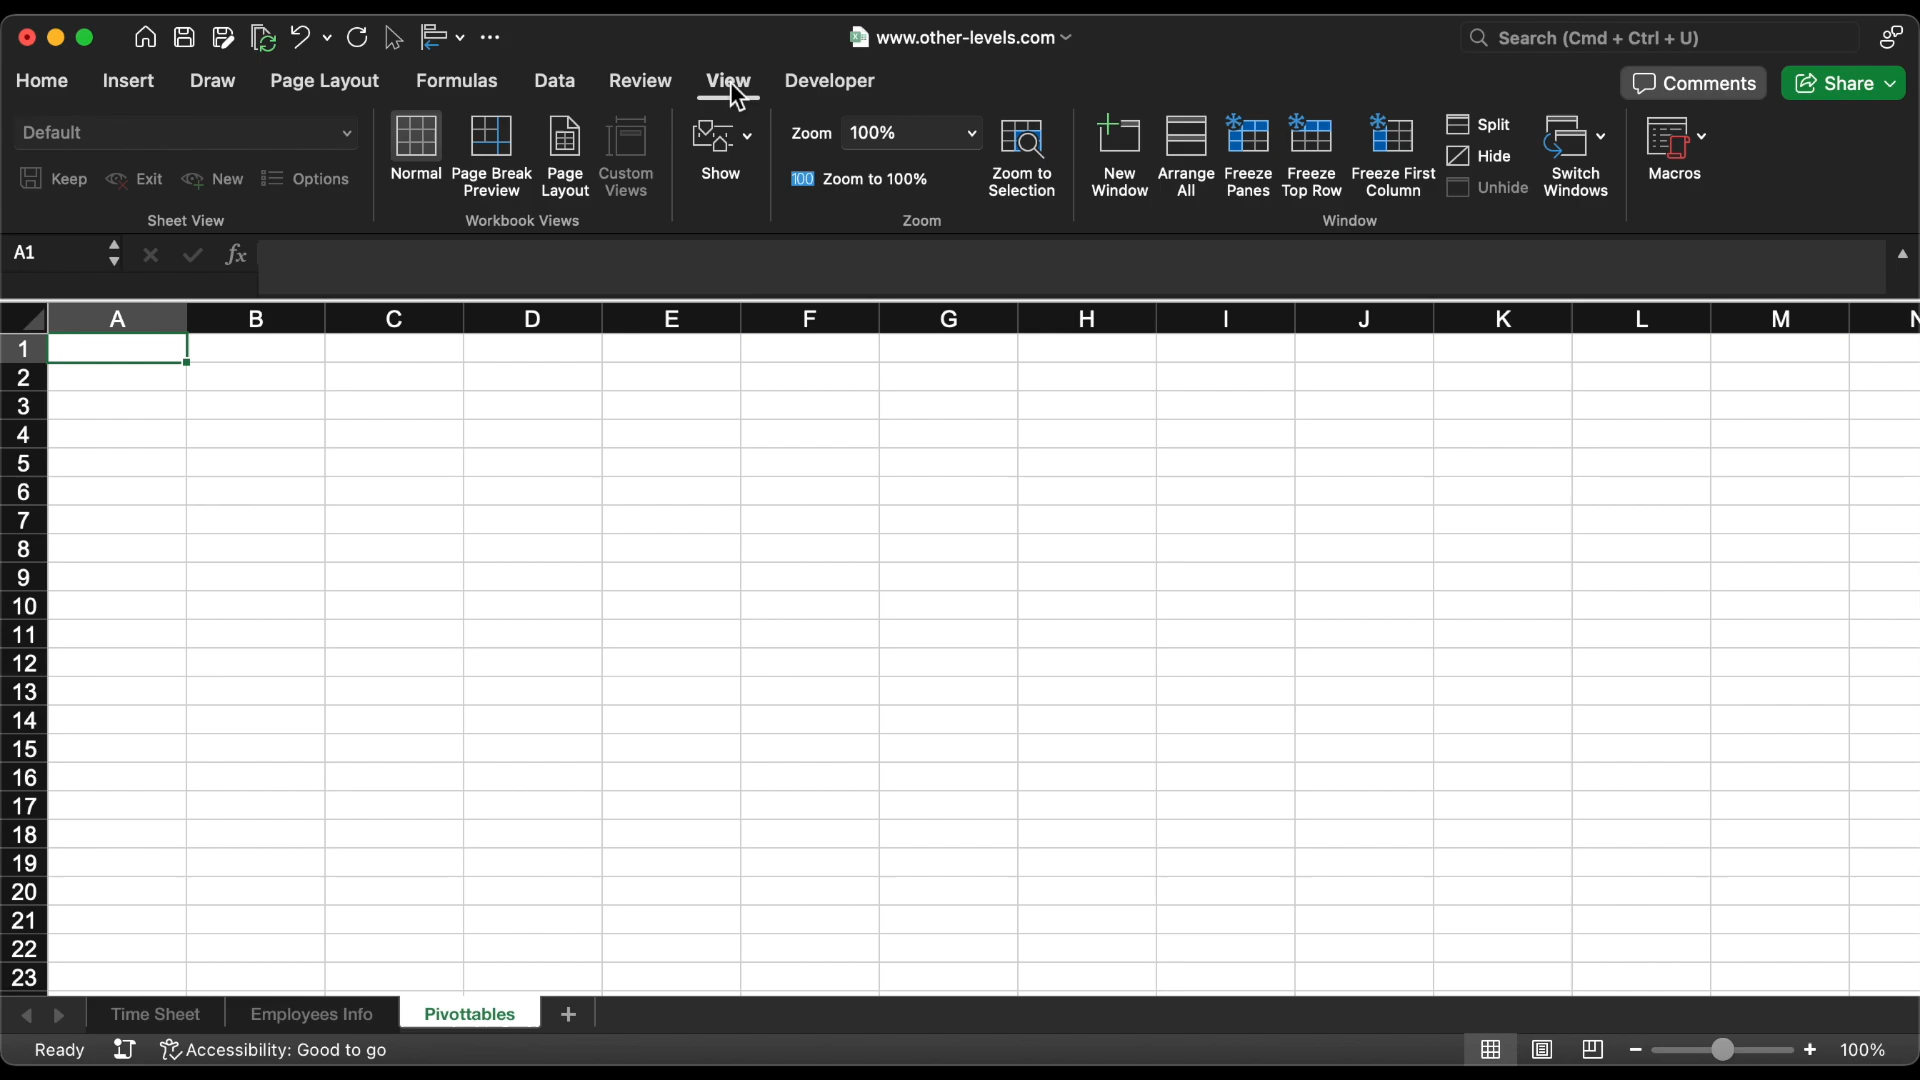 www.other-levels.com
Search (Cmd + Ctrl + U)
Home Insert Draw Page Layout Formulas Data Review View Developer
Comments Share
Default
Keep Exit New Options
Sheet View
Normal
Page Break Preview
Page Layout
Custom Views
Workbook Views
Show
Zoom 100%
100 Zoom to 100%
Zoom to Selection
Zoom
New Window
Arrange All
Freeze Panes
Freeze Top Row
Freeze First Column
Split
Hide
Unhide
Switch Windows
Window
Macros
A1 fx
A B C D E F G H I J K L M N
1
2
3
4
5
6
7
8
9
10
11
12
13
14
15
16
17
18
19
20
21
22
23
Time Sheet Employees Info Pivottables +
Ready Accessibility: Good to go
100%